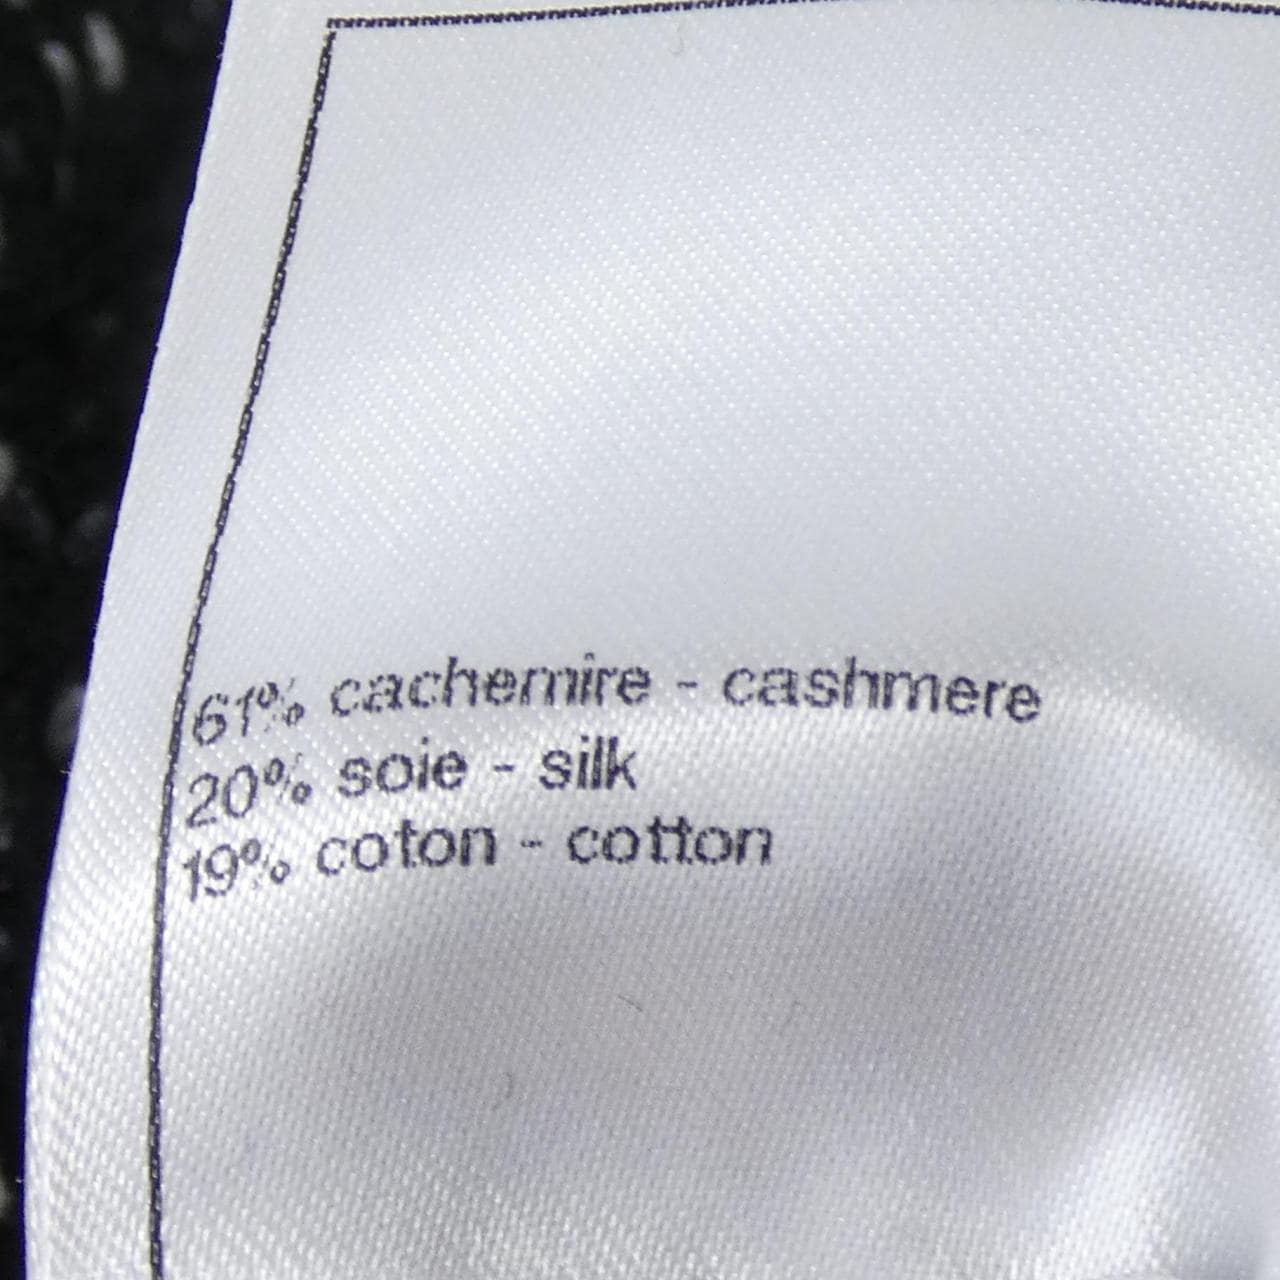 61% cachemire - cashmere
20% soie - silk
19% coton - cotton